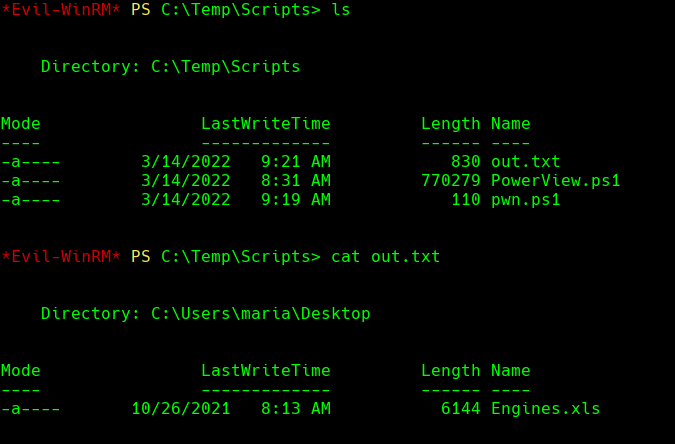 *Evil-WinRM* PS C:\Temp\Scripts> ls
Directory: C:\Temp\Scripts
Mode                LastWriteTime         Length Name
----                -------------         ------ ----
-a----        3/14/2022   9:21 AM            830 out.txt
-a----        3/14/2022   8:31 AM         770279 PowerView.ps1
-a----        3/14/2022   9:19 AM            110 pwn.ps1
*Evil-WinRM* PS C:\Temp\Scripts> cat out.txt
Directory: C:\Users\maria\Desktop
Mode                LastWriteTime         Length Name
----                -------------         ------ ----
-a----       10/26/2021   8:13 AM           6144 Engines.xls